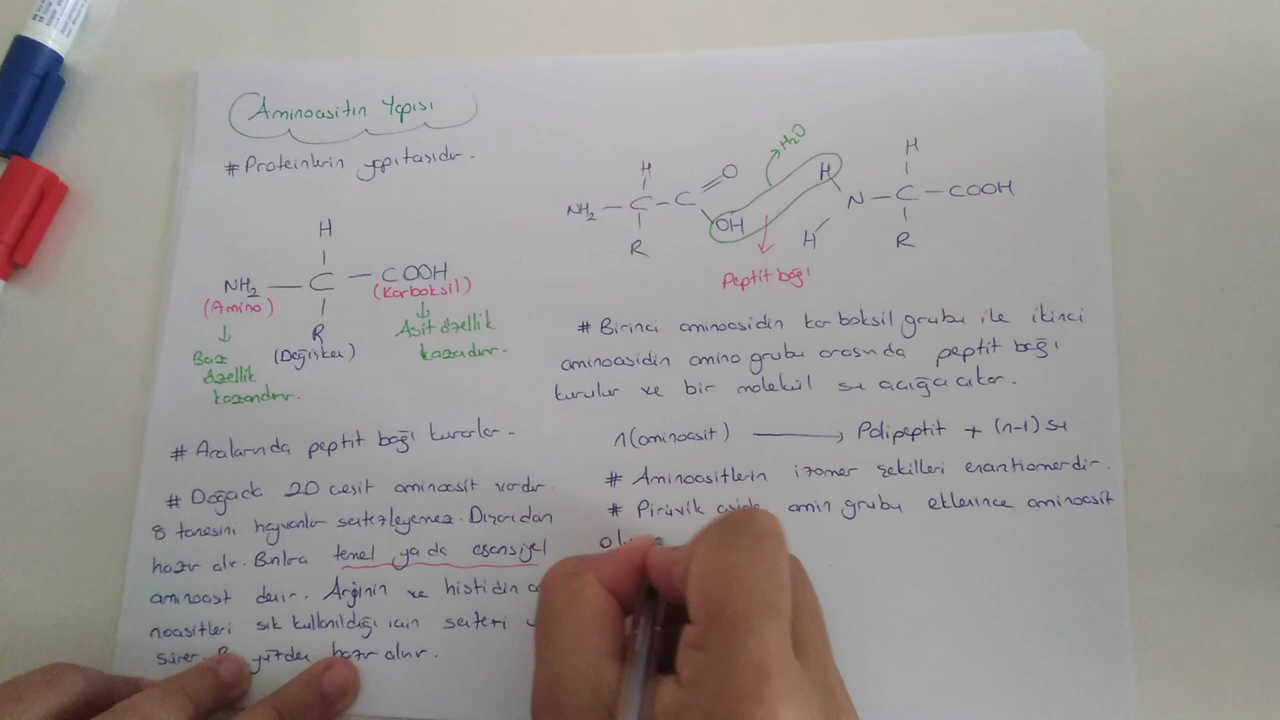 Aminoasitin Yapısı
# Proteinlerin yapıtaşıdır.
H
NH₂ — C — COOH
(Amino) (Karboksil)
R
(Değişken)
Baz özellik kazandırır.
Asit özellik kazandırır.
# Aralarında peptit bağı kurarlar.
# Doğada 20 çeşit aminoasit vardır.
8 tanesini hayvanlar sentezleyemez. Dışarıdan
hazır alır. Bunlara temel ya da esansiyel
aminoasit denir. Arginin ve histidin
noasitleri sık kullanıldığı için sentezi
sürer. yüzden hazır alınır.
H₂O
H O H H
NH₂ — C — C OH N — C — COOH
R H R
Peptit bağı
# Birinci aminoasidin karboksil grubu ile ikinci
aminoasidin amino grubu arasında peptit bağı
kurulur ve bir molekül su açığa çıkar.
n(aminoasit) ⟶ Polipeptit + (n-1) su
# Aminoasitlerin izomer şekilleri enantiomerdir.
# Pirüvik aside amin grubu eklenince aminoasit